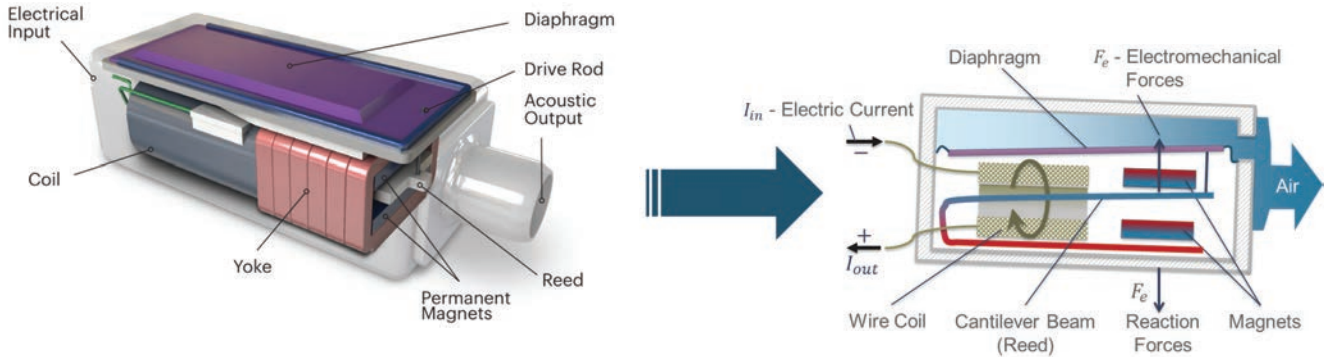 Electrical
Input
Diaphragm
Drive Rod
Acoustic
Output
Coil
Yoke
Permanent
Magnets
Reed
Diaphragm
F_e - Electromechanical
Forces
I_in - Electric Current
−
Air
+
I_out
F_e
Wire Coil
Cantilever Beam
(Reed)
Reaction
Forces
Magnets